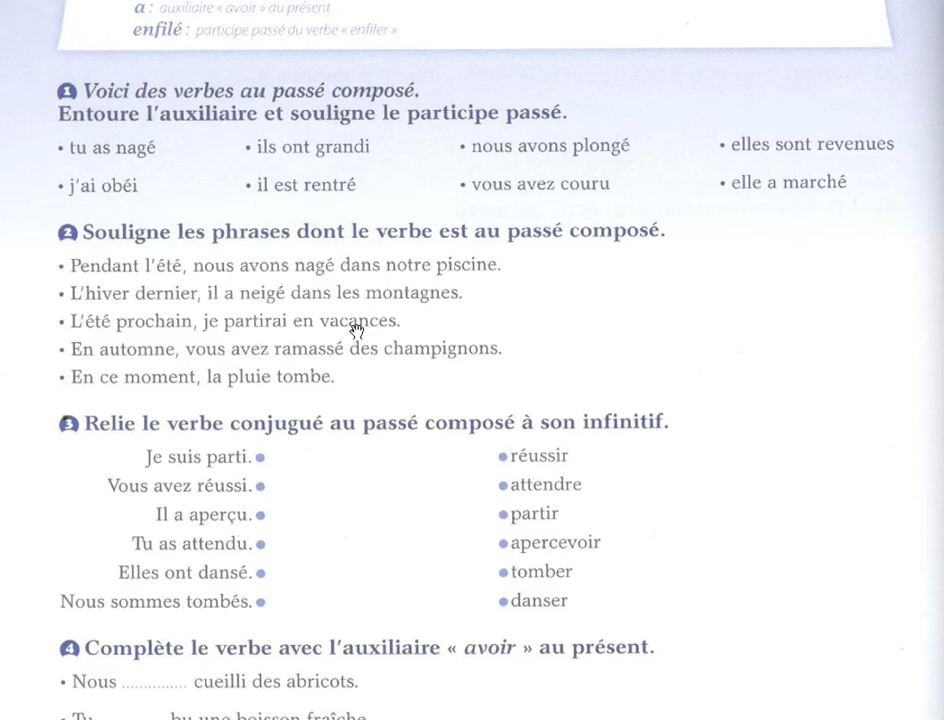 a : auxiliaire « avoir » au présent
enfilé : participe passé du verbe « enfiler »
1 Voici des verbes au passé composé.
Entoure l'auxiliaire et souligne le participe passé.
• tu as nagé • ils ont grandi • nous avons plongé • elles sont revenues
• j'ai obéi • il est rentré • vous avez couru • elle a marché
2 Souligne les phrases dont le verbe est au passé composé.
• Pendant l'été, nous avons nagé dans notre piscine.
• L'hiver dernier, il a neigé dans les montagnes.
• L'été prochain, je partirai en vacances.
• En automne, vous avez ramassé des champignons.
• En ce moment, la pluie tombe.
3 Relie le verbe conjugué au passé composé à son infinitif.
Je suis parti. • • réussir
Vous avez réussi. • • attendre
Il a aperçu. • • partir
Tu as attendu. • • apercevoir
Elles ont dansé. • • tomber
Nous sommes tombés. • • danser
4 Complète le verbe avec l'auxiliaire « avoir » au présent.
• Nous ............... cueilli des abricots.
• Tu bu une boisson fraîche